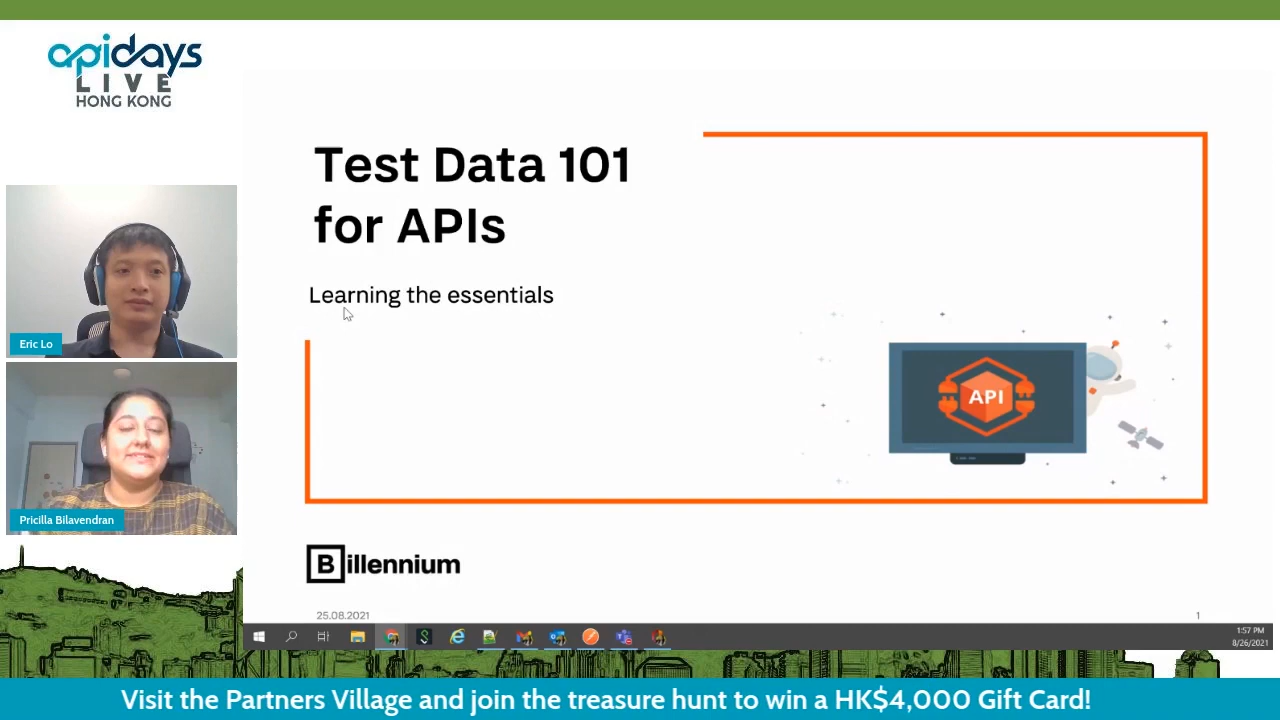 apidays
LIVE
HONG KONG
Test Data 101
for APIs
Learning the essentials
API
Eric Lo
Pricilla Bilavendran
Billennium
25.08.2021
1
1:57 PM
8/26/2021
Visit the Partners Village and join the treasure hunt to win a HK$4,000 Gift Card!